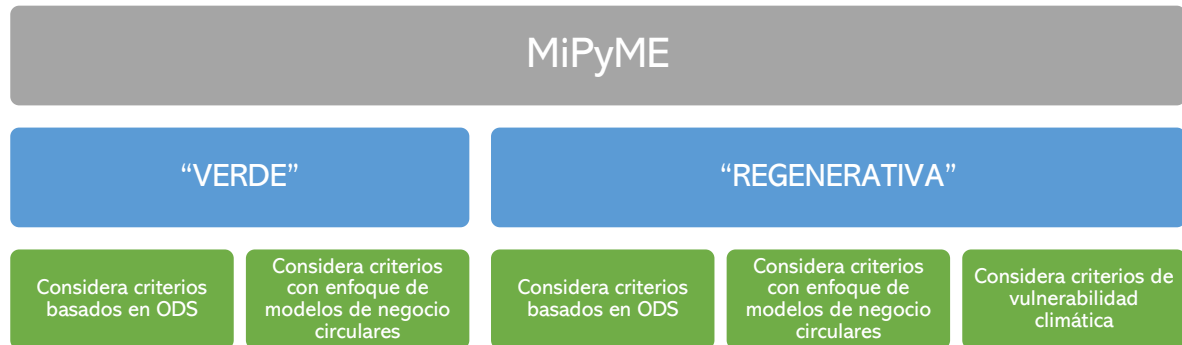 MiPyME
“VERDE”
“REGENERATIVA”
Considera criterios
basados en ODS
Considera criterios
con enfoque de
modelos de negocio
circulares
Considera criterios
basados en ODS
Considera criterios
con enfoque de
modelos de negocio
circulares
Considera criterios de
vulnerabilidad
climática